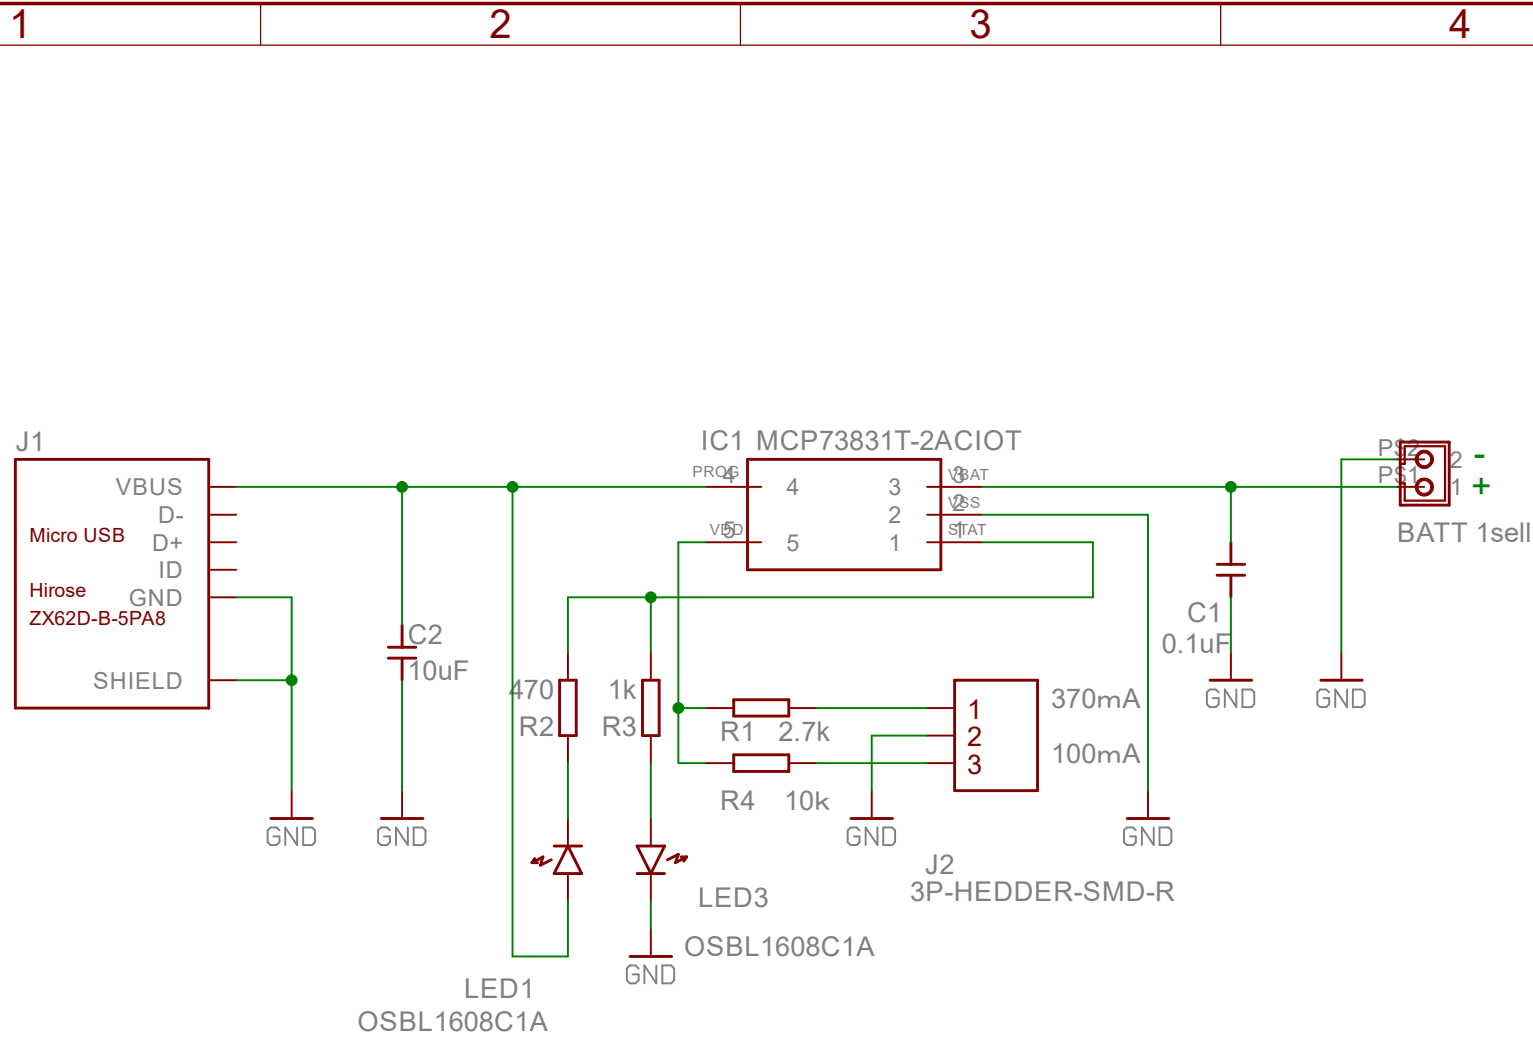 1
2
3
4
J1
VBUS
D-
Micro USB
D+
ID
Hirose
GND
ZX62D-B-5PA8
SHIELD
GND
C2
10uF
GND
IC1 MCP73831T-2ACIOT
PROG
4
4
VDD
5
5
3
VBAT
3
2
VSS
2
1
STAT
1
470
R2
1k
R3
R1 2.7k
R4 10k
1
2
3
370mA
100mA
GND
J2
3P-HEDDER-SMD-R
GND
LED3
OSBL1608C1A
GND
LED1
OSBL1608C1A
C1
0.1uF
GND
GND
PS2
2 -
PS1
1 +
BATT 1sell